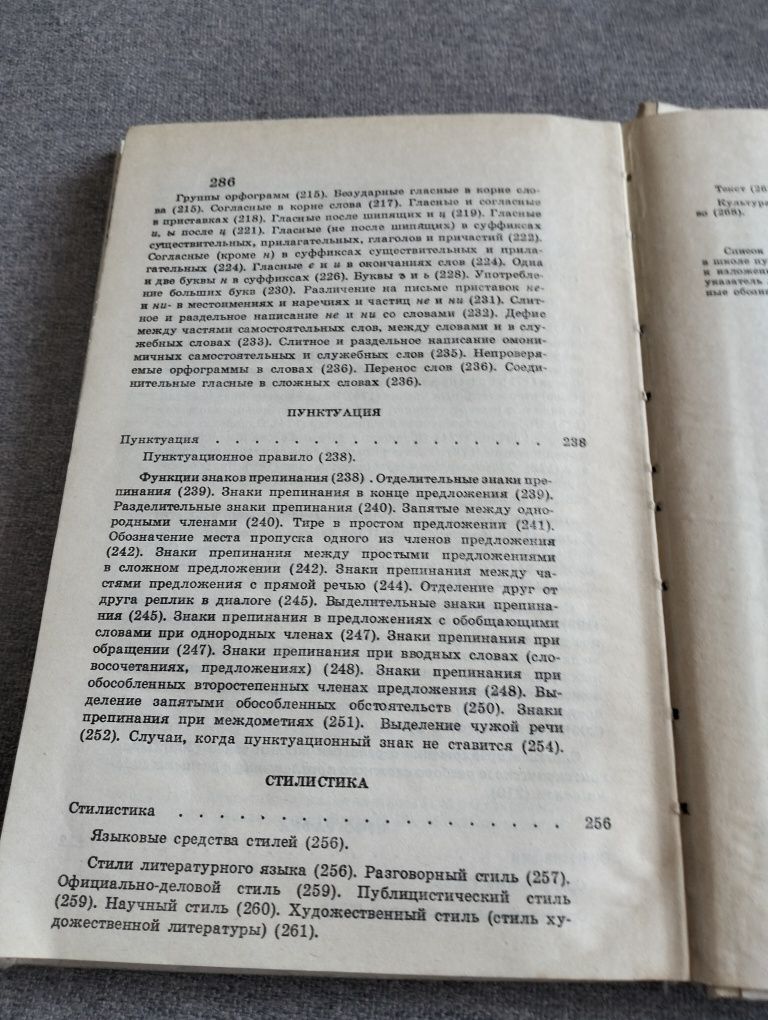 286
Группы орфограмм (215). Безударные гласные в корне сло-
ва (215). Согласные в корне слова (217). Гласные и согласные
в приставках (218). Гласные после шипящих и ц (219). Гласные
и, ы после ц (221). Гласные (не после шипящих) в суффиксах
существительных, прилагательных, глаголов и причастий (222).
Согласные (кроме н) в суффиксах существительных и прила-
гательных (224). Гласные е и и в окончаниях слов (224). Одна
и две буквы н в суффиксах (226). Буквы ъ и ь (228). Употребле-
ние больших букв (230). Различение на письме приставок не-
и ни- в местоимениях и наречиях и частиц не и ни (231). Слит-
ное и раздельное написание не и ни со словами (232). Дефис
между частями самостоятельных слов, между словами и в слу-
жебных словах (233). Слитное и раздельное написание омони-
мичных самостоятельных и служебных слов (235). Непроверя-
емые орфограммы в словах (236). Перенос слов (236). Соеди-
нительные гласные в сложных словах (236).
ПУНКТУАЦИЯ
Пунктуация . . . . . . . . . . . . . . . . . 238
Пунктуационное правило (238).
Функции знаков препинания (238) . Отделительные знаки пре-
пинания (239). Знаки препинания в конце предложения (239).
Разделительные знаки препинания (240). Запятые между одно-
родными членами (240). Тире в простом предложении (241).
Обозначение места пропуска одного из членов предложения
(242). Знаки препинания между простыми предложениями
в сложном предложении (242). Знаки препинания между ча-
стями предложения с прямой речью (244). Отделение друг от
друга реплик в диалоге (245). Выделительные знаки препина-
ния (245). Знаки препинания в предложениях с обобщающими
словами при однородных членах (247). Знаки препинания при
обращении (247). Знаки препинания при вводных словах (сло-
восочетаниях, предложениях) (248). Знаки препинания при
обособленных второстепенных членах предложения (248). Вы-
деление запятыми обособленных обстоятельств (250). Знаки
препинания при междометиях (251). Выделение чужой речи
(252). Случаи, когда пунктуационный знак не ставится (254).
СТИЛИСТИКА
Стилистика . . . . . . . . . . . . . . . . . 256
Языковые средства стилей (256).
Стили литературного языка (256). Разговорный стиль (257).
Официально-деловой стиль (259). Публицистический стиль
(259). Научный стиль (260). Художественный стиль (стиль ху-
дожественной литературы) (261).
Текст (26
Культура
во (268).
Список
в школе пу
и изложени
указатель
ные обозн